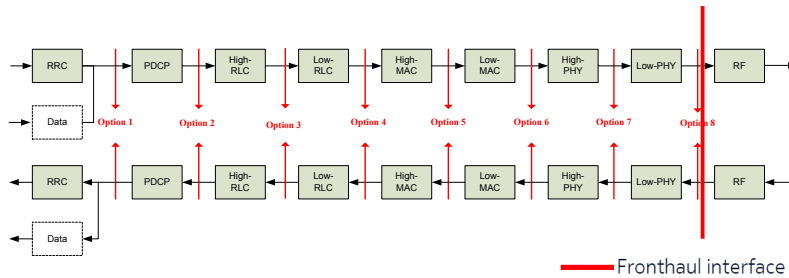 RRC
PDCP
High-
RLC
Low-
RLC
High-
MAC
Low-
MAC
High-
PHY
Low-PHY
RF
Data
Option 1
Option 2
Option 3
Option 4
Option 5
Option 6
Option 7
Option 8
RRC
PDCP
High-
RLC
Low-
RLC
High-
MAC
Low-
MAC
High-
PHY
Low-PHY
RF
Data
Fronthaul interface